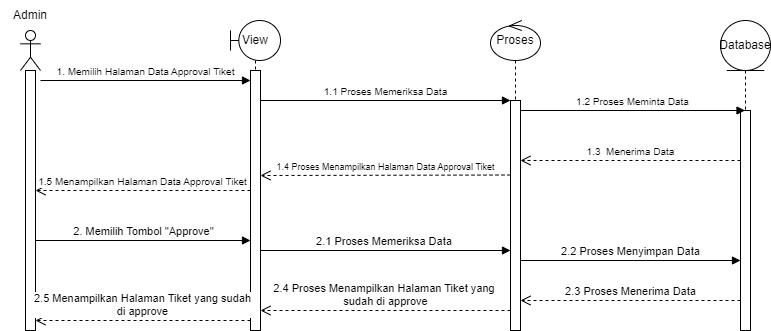 Admin
View
Proses
Database
1. Memilih Halaman Data Approval Tiket
1.1 Proses Memeriksa Data
1.2 Proses Meminta Data
1.3 Menerima Data
1.4 Proses Menampilkan Halaman Data Approval Tiket
1.5 Menampilkan Halaman Data Approval Tiket
2. Memilih Tombol "Approve"
2.1 Proses Memeriksa Data
2.2 Proses Menyimpan Data
2.3 Proses Menerima Data
2.4 Proses Menampilkan Halaman Tiket yang
sudah di approve
2.5 Menampilkan Halaman Tiket yang sudah
di approve